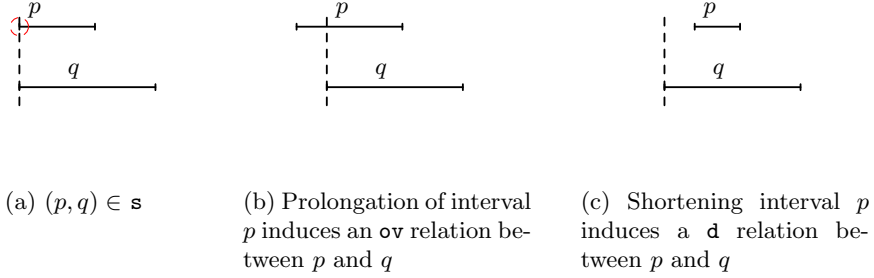 p
q
p
q
p
q
(a) (p, q) ∈ s
(b) Prolongation of interval
p induces an ov relation be-
tween p and q
(c) Shortening interval p
induces a d relation be-
tween p and q